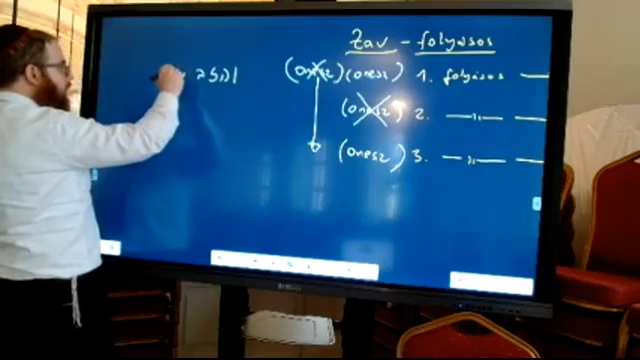 Zav - folyásos
(onesz) (onesz) 1. folyásos —
(onesz) 2. —"— —
(onesz) 3. —"— —